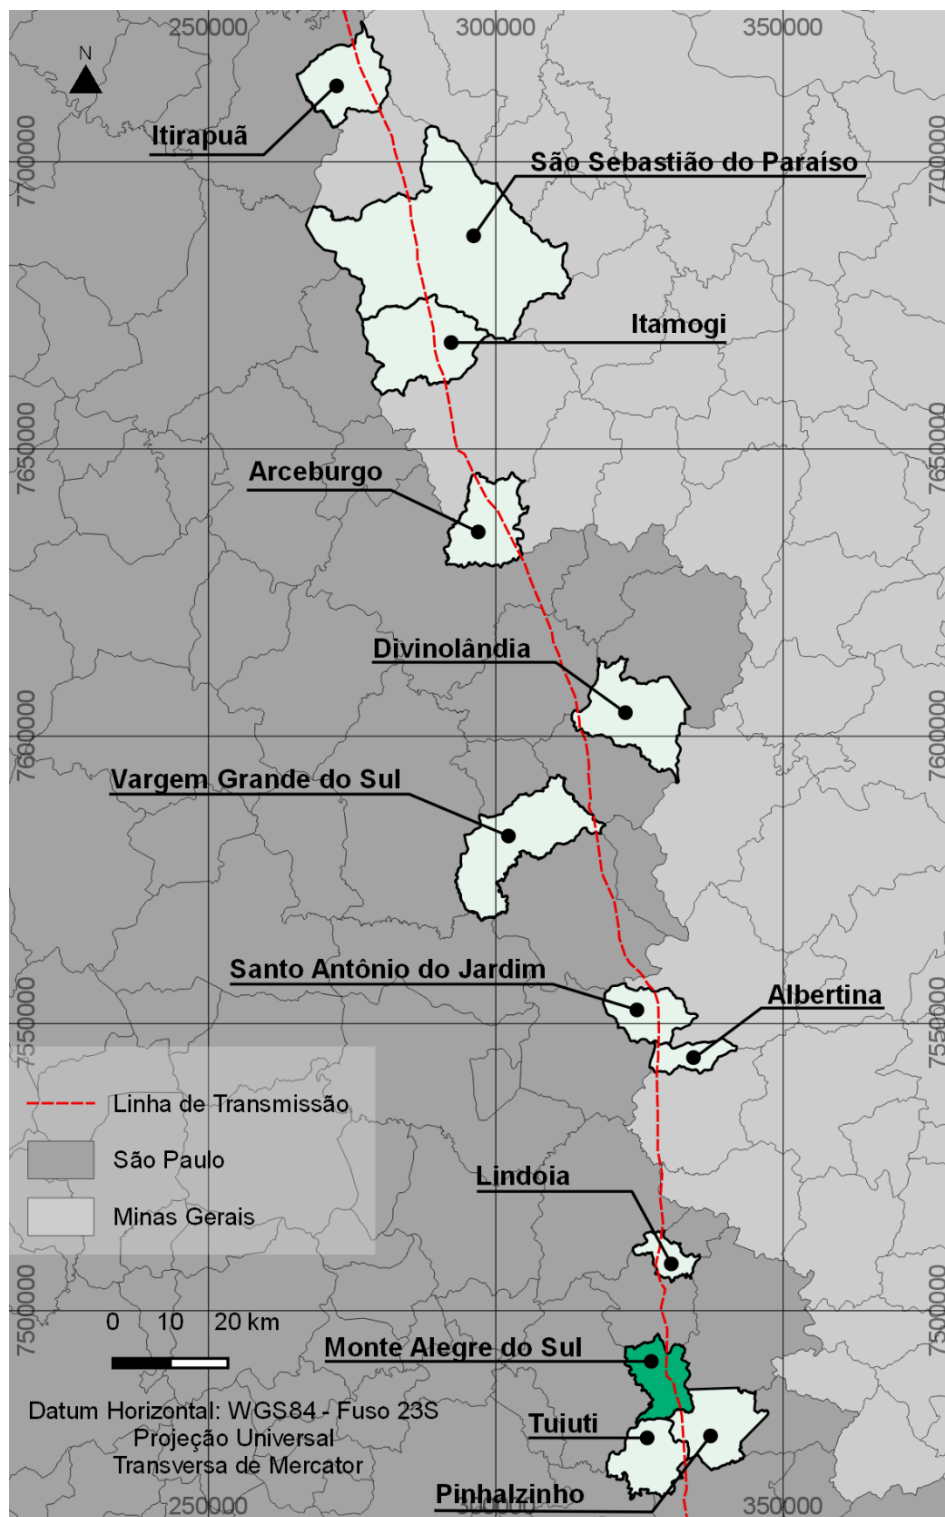 250000
300000
350000
N
Itirapuã
7700000
São Sebastião do Paraíso
7700000
Itamogi
7650000
Arceburgo
7650000
Divinolândia
7600000
7600000
Vargem Grande do Sul
Santo Antônio do Jardim
Albertina
7550000
7550000
Linha de Transmissão
São Paulo
Minas Gerais
Lindoia
7500000
7500000
0 10 20 km
Monte Alegre do Sul
Datum Horizontal: WGS84 - Fuso 23S
Projeção Universal
Transversa de Mercator
Tuiuti
Pinhalzinho
250000
300000
350000